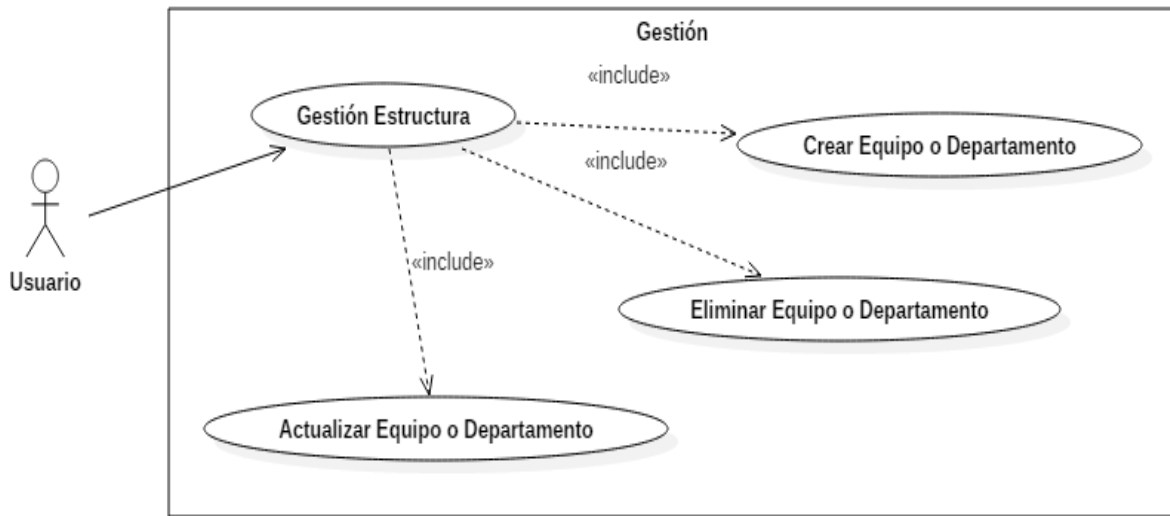 Gestión
«include»
Gestión Estructura
Crear Equipo o Departamento
«include»
Usuario
«include»
Eliminar Equipo o Departamento
Actualizar Equipo o Departamento